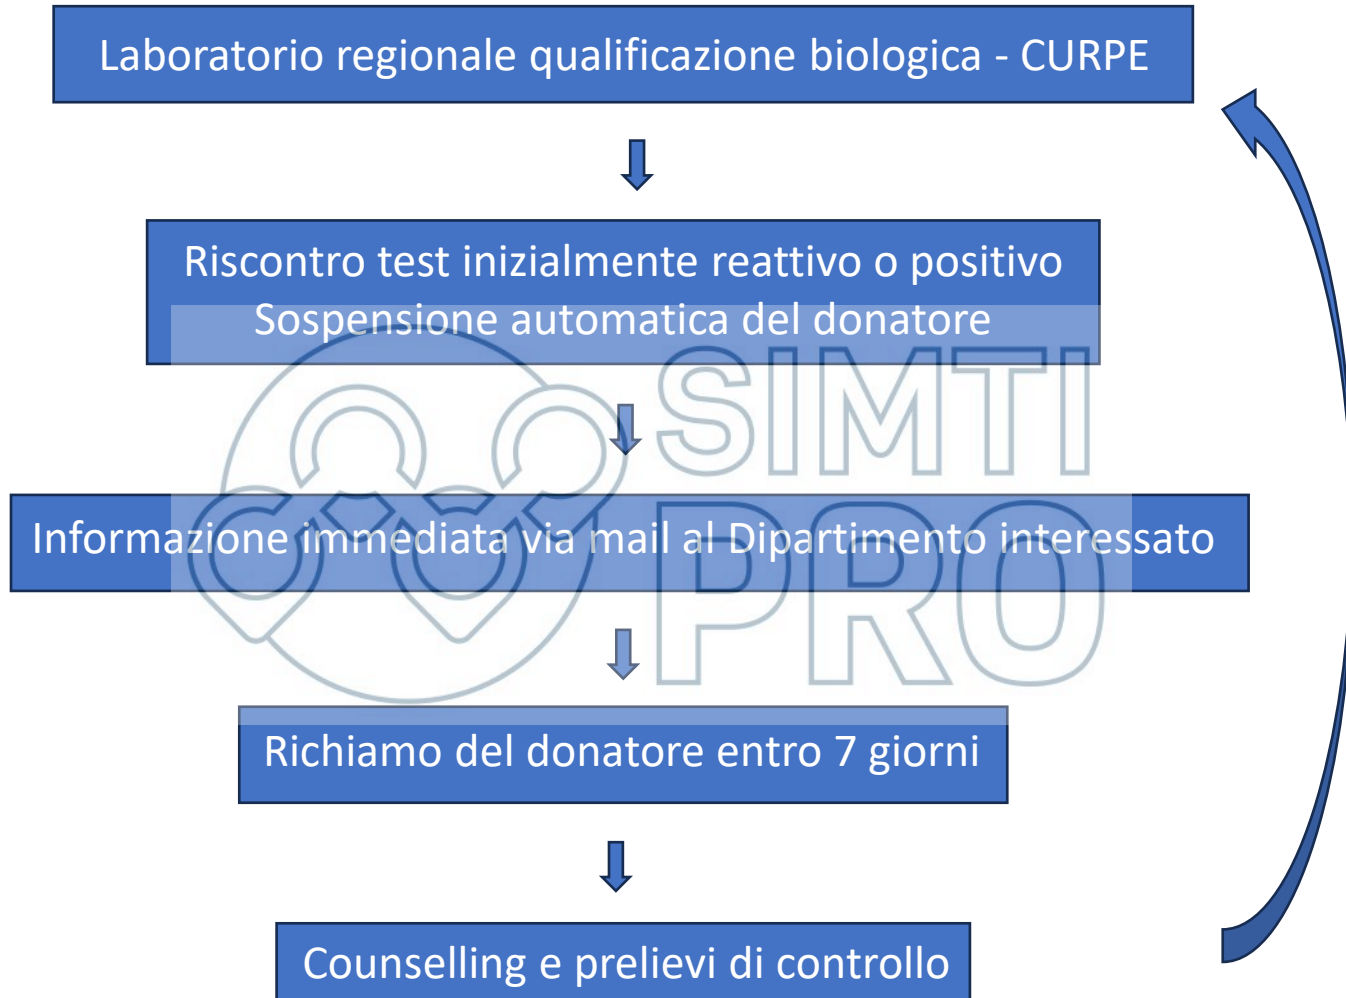 Laboratorio regionale qualificazione biologica - CURPE
Riscontro test inizialmente reattivo o positivo
Sospensione automatica del donatore
SIMTI
PRO
Informazione immediata via mail al Dipartimento interessato
Richiamo del donatore entro 7 giorni
Counselling e prelievi di controllo